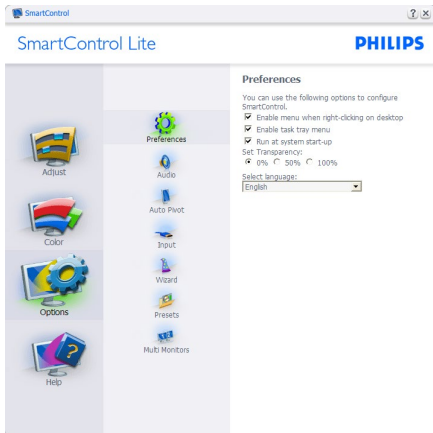 SmartControl
SmartControl Lite
PHILIPS
Adjust
Color
Options
Help
Preferences
Audio
Auto Pivot
Input
Wizard
Presets
Multi Monitors
Preferences
You can use the following options to configure
SmartControl.
Enable menu when right-clicking on desktop
Enable task tray menu
Run at system start-up
Set Transparency:
0% 50% 100%
Select language:
English